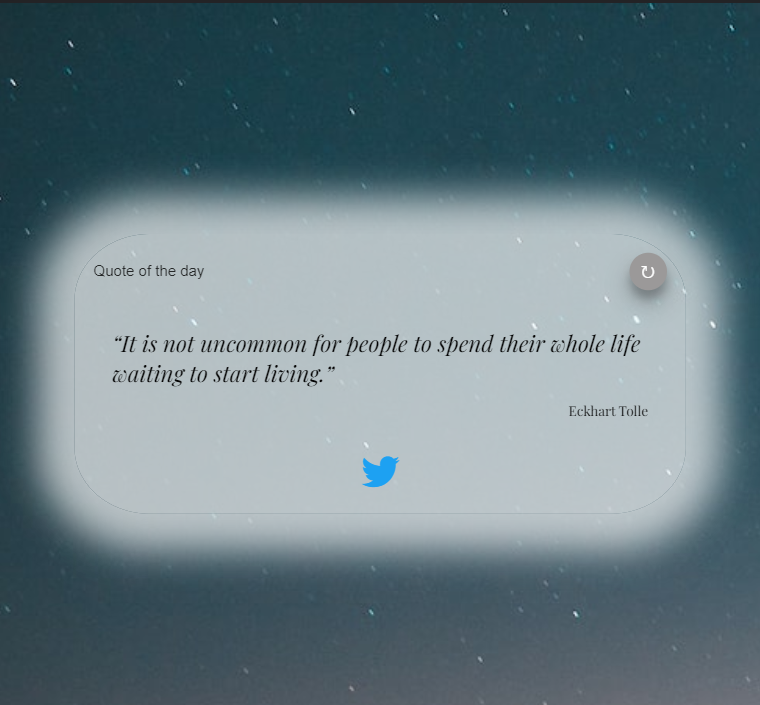 Quote of the day
↻
“It is not uncommon for people to spend their whole life
waiting to start living.”
Eckhart Tolle